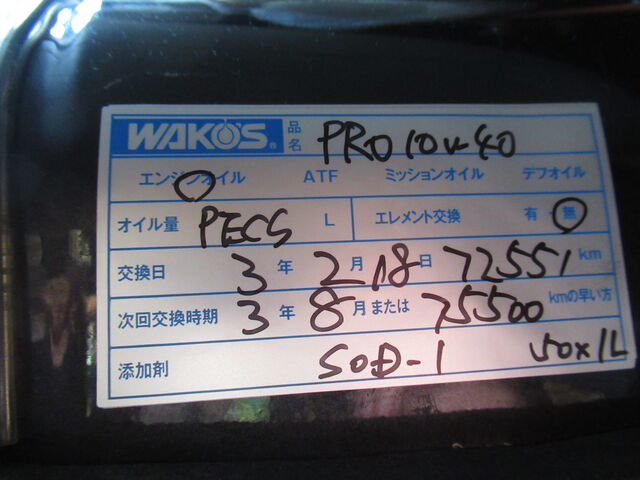 WAKO'S® 品名 PRO 10w40
エンジンオイル ATF ミッションオイル デフオイル
オイル量 PECS L エレメント交換 有 無
交換日 3年 2月 18日 72551 km
次回交換時期 3年 8月または 75500 kmの早い方
添加剤 SOD-1 50x1L